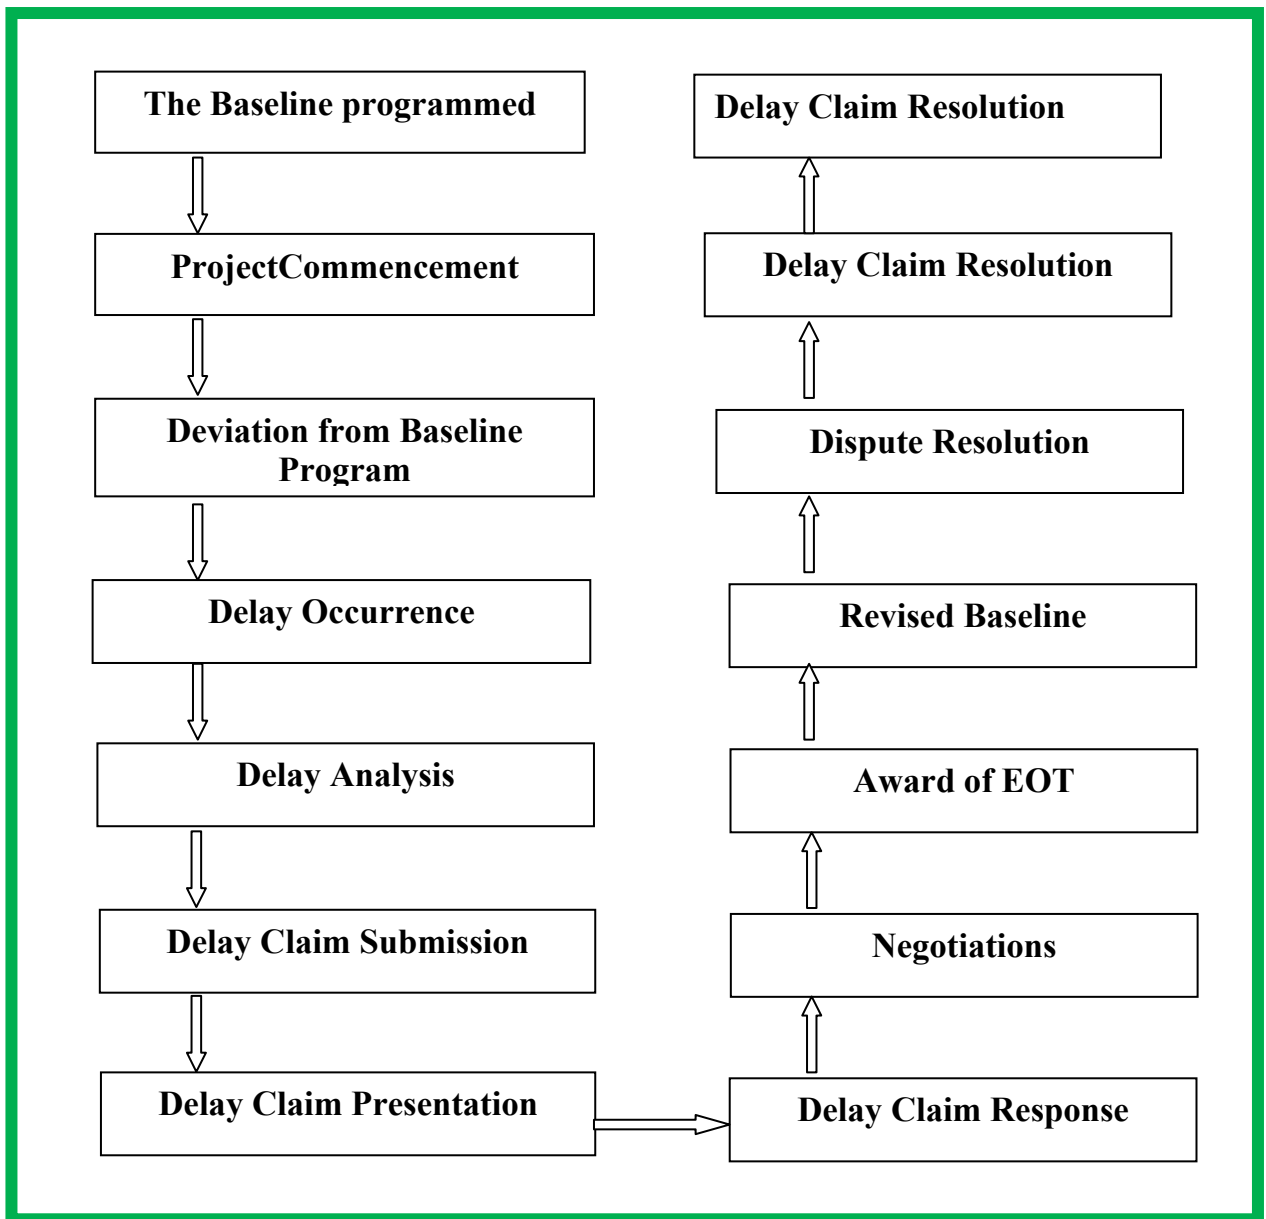 The Baseline programmed
ProjectCommencement
Deviation from Baseline
Program
Delay Occurrence
Delay Analysis
Delay Claim Submission
Delay Claim Presentation
Delay Claim Response
Negotiations
Award of EOT
Revised Baseline
Dispute Resolution
Delay Claim Resolution
Delay Claim Resolution